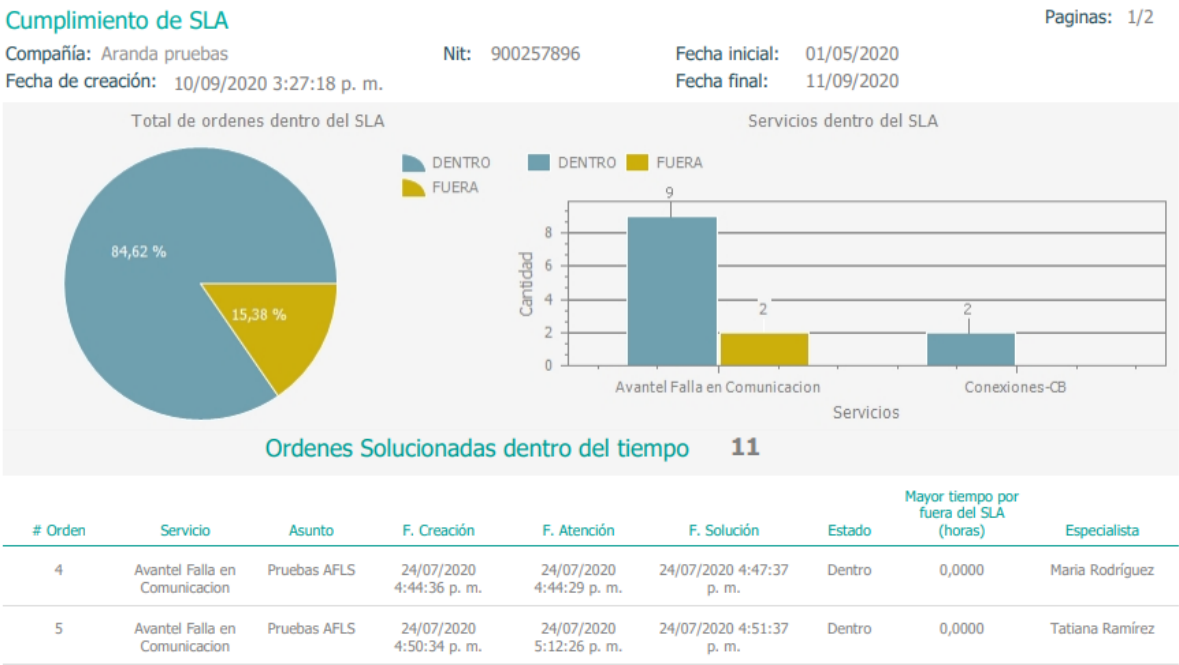 Cumplimiento de SLA
Paginas: 1/2
Compañía: Aranda pruebas
Nit: 900257896
Fecha inicial: 01/05/2020
Fecha de creación: 10/09/2020 3:27:18 p. m.
Fecha final: 11/09/2020
Total de ordenes dentro del SLA
DENTRO
FUERA
84,62 %
15,38 %
Servicios dentro del SLA
DENTRO
FUERA
9
8
6
4
2
0
2
2
Cantidad
Avantel Falla en Comunicacion
Conexiones-CB
Servicios
Ordenes Solucionadas dentro del tiempo 11
# Orden
Servicio
Asunto
F. Creación
F. Atención
F. Solución
Estado
Mayor tiempo por
fuera del SLA
(horas)
Especialista
4
Avantel Falla en
Comunicacion
Pruebas AFLS
24/07/2020
4:44:36 p. m.
24/07/2020
4:44:29 p. m.
24/07/2020 4:47:37
p. m.
Dentro
0,0000
Maria Rodríguez
5
Avantel Falla en
Comunicacion
Pruebas AFLS
24/07/2020
4:50:34 p. m.
24/07/2020
5:12:26 p. m.
24/07/2020 4:51:37
p. m.
Dentro
0,0000
Tatiana Ramírez